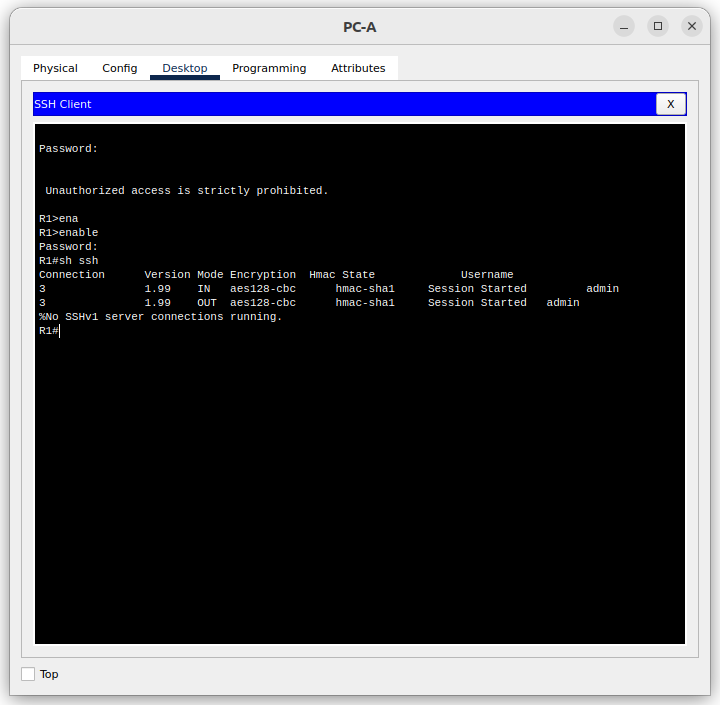 PC-A
Physical Config Desktop Programming Attributes
SSH Client X
Password:
Unauthorized access is strictly prohibited.
R1>ena
R1>enable
Password:
R1#sh ssh
Connection Version Mode Encryption Hmac State Username
3 1.99 IN aes128-cbc hmac-sha1 Session Started admin
3 1.99 OUT aes128-cbc hmac-sha1 Session Started admin
%No SSHv1 server connections running.
R1#
Top